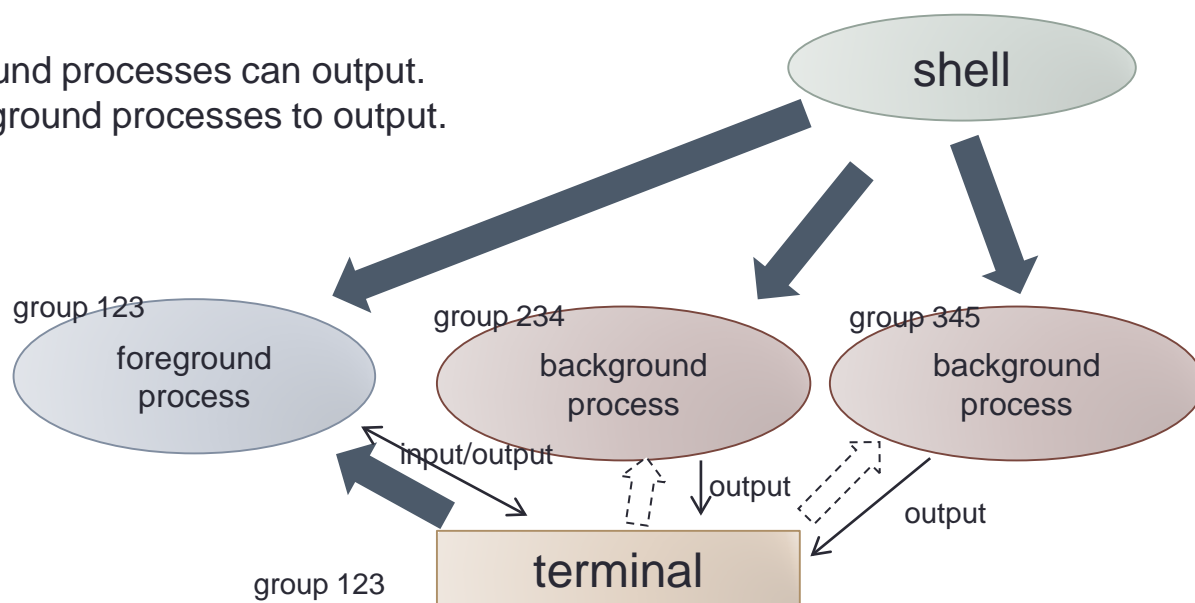 und processes can output.
ground processes to output.
shell
group 123
foreground
process
group 234
background
process
group 345
background
process
input/output
output
output
terminal
group 123